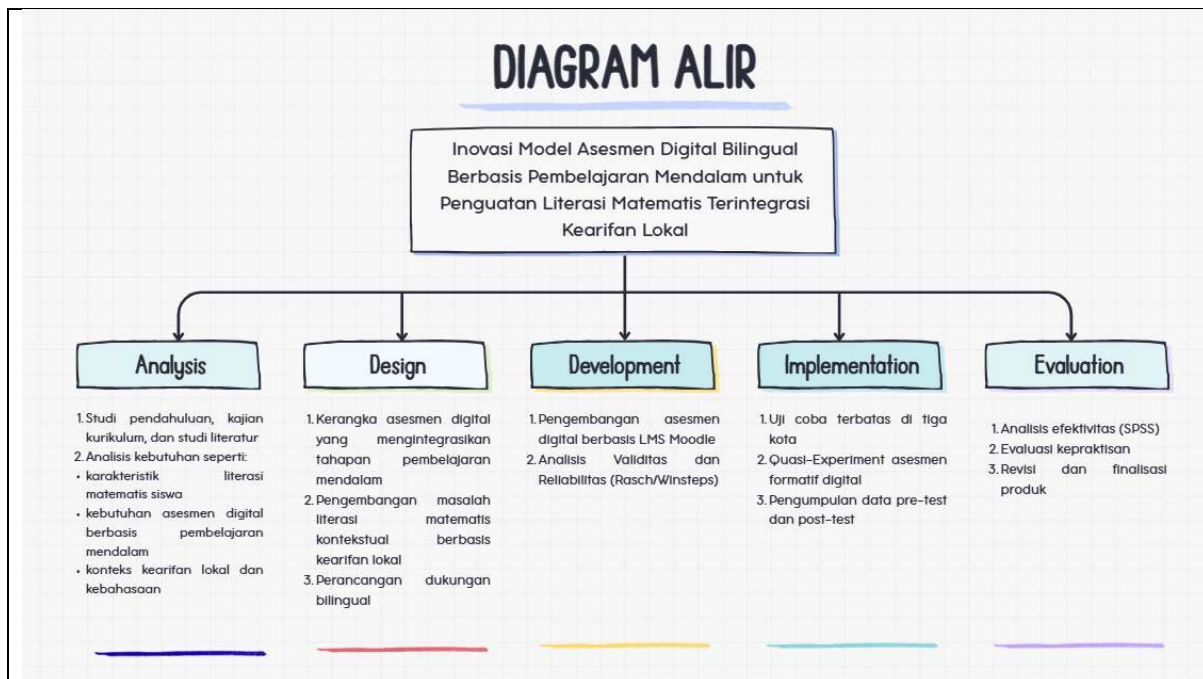 DIAGRAM ALIR
Inovasi Model Asesmen Digital Bilingual
Berbasis Pembelajaran Mendalam untuk
Penguatan Literasi Matematis Terintegrasi
Kearifan Lokal
Analysis
1. Studi pendahuluan, kajian
kurikulum, dan studi literatur
2. Analisis kebutuhan seperti:
• karakteristik literasi
matematis siswa
• kebutuhan asesmen digital
berbasis pembelajaran
mendalam
• konteks kearifan lokal dan
kebahasaan
Design
1. Kerangka asesmen digital
yang mengintegrasikan
tahapan pembelajaran
mendalam
2. Pengembangan masalah
literasi matematis
kontekstual berbasis
kearifan lokal
3. Perancangan dukungan
bilingual
Development
1. Pengembangan asesmen
digital berbasis LMS Moodle
2. Analisis Validitas dan
Reliabilitas (Rasch/Winsteps)
Implementation
1. Uji coba terbatas di tiga
kota
2. Quasi-Experiment asesmen
formatif digital
3. Pengumpulan data pre-test
dan post-test
Evaluation
1. Analisis efektivitas (SPSS)
2. Evaluasi kepraktisan
3. Revisi dan finalisasi
produk